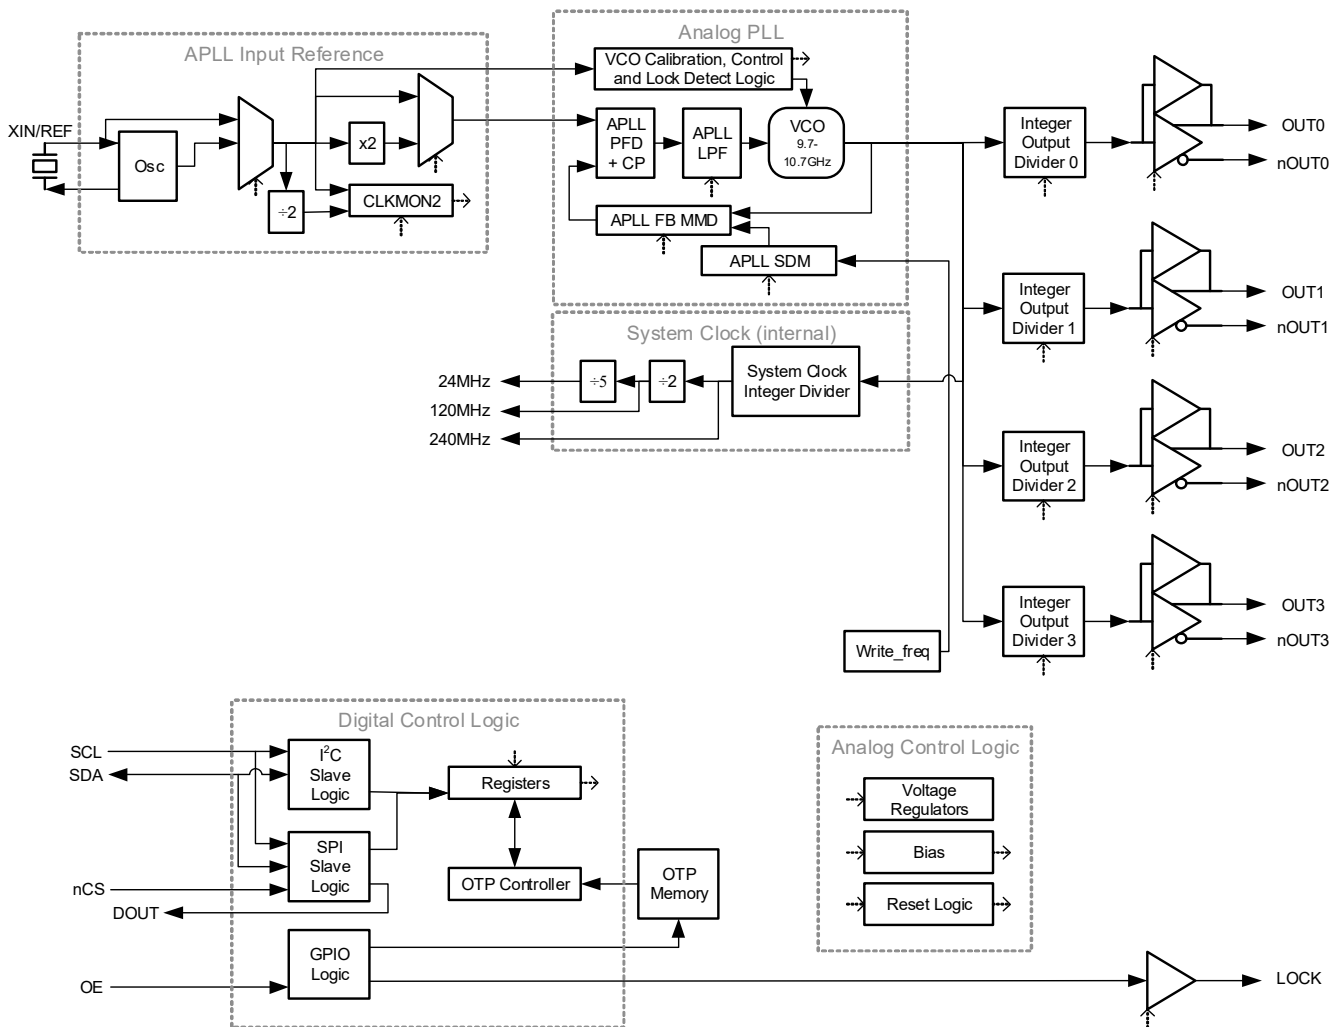 APLL Input Reference
XIN/REF
Osc
x2
÷2
CLKMON2
Analog PLL
VCO Calibration, Control
and Lock Detect Logic
APLL
PFD
+ CP
APLL
LPF
VCO
9.7-
10.7GHz
APLL FB MMD
APLL SDM
System Clock (internal)
24MHz
120MHz
240MHz
÷5
÷2
System Clock
Integer Divider
Integer
Output
Divider 0
OUT0
nOUT0
Integer
Output
Divider 1
OUT1
nOUT1
Integer
Output
Divider 2
OUT2
nOUT2
Integer
Output
Divider 3
OUT3
nOUT3
Write_freq
Digital Control Logic
SCL
SDA
nCS
DOUT
OE
I²C
Slave
Logic
SPI
Slave
Logic
GPIO
Logic
Registers
OTP Controller
OTP
Memory
Analog Control Logic
Voltage
Regulators
Bias
Reset Logic
LOCK